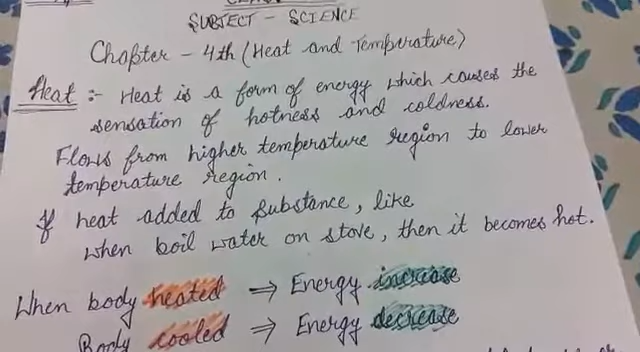 SUBJECT - SCIENCE
Chapter - 4th (Heat and Temperature)
Heat :- Heat is a form of energy which causes the
sensation of hotness and coldness.
Flows from higher temperature region to lower
temperature region.
If heat added to substance, like
when boil water on stove, then it becomes hot.
When body heated ⇒ Energy increase
Body cooled ⇒ Energy decrease